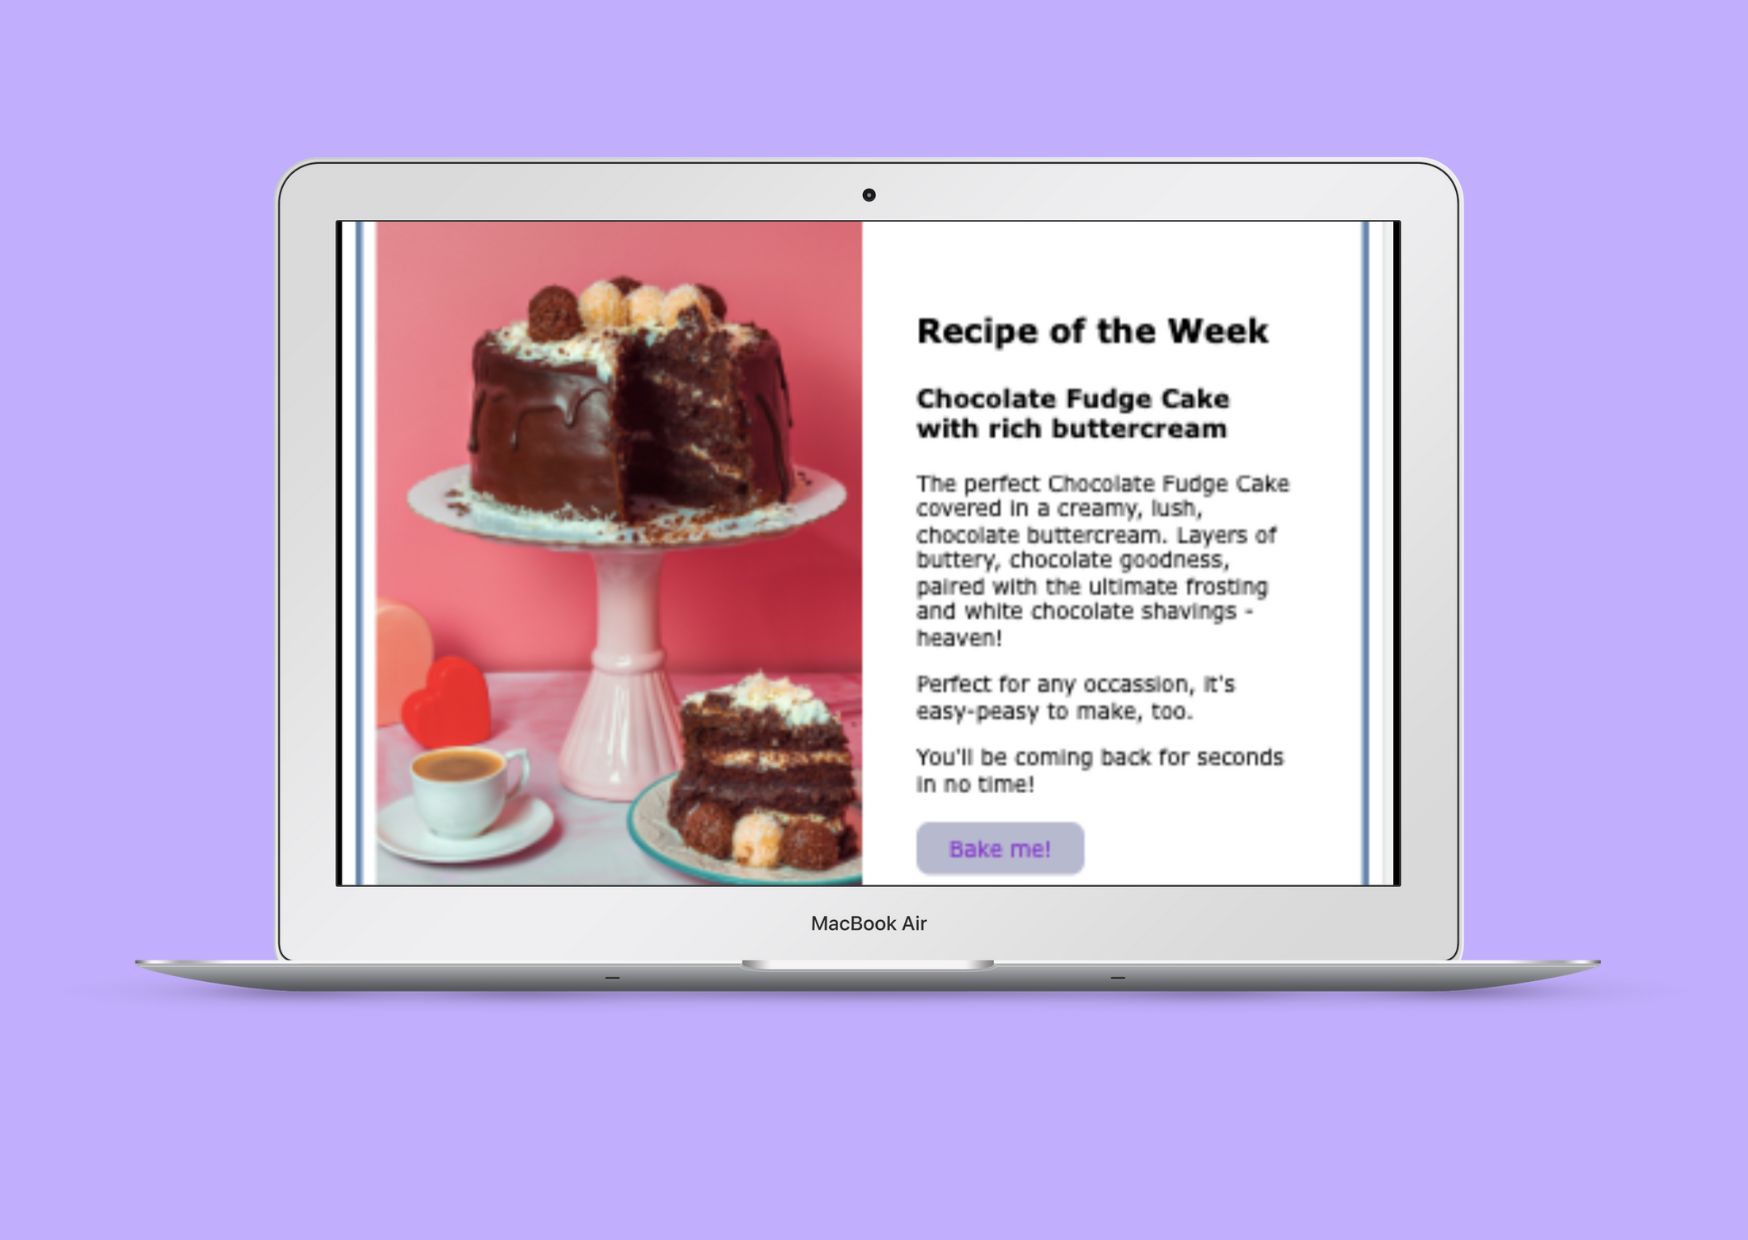 Recipe of the Week
Chocolate Fudge Cake
with rich buttercream
The perfect Chocolate Fudge Cake
covered in a creamy, lush,
chocolate buttercream. Layers of
buttery, chocolate goodness,
paired with the ultimate frosting
and white chocolate shavings -
heaven!
Perfect for any occassion, it's
easy-peasy to make, too.
You'll be coming back for seconds
in no time!
Bake me!
MacBook Air